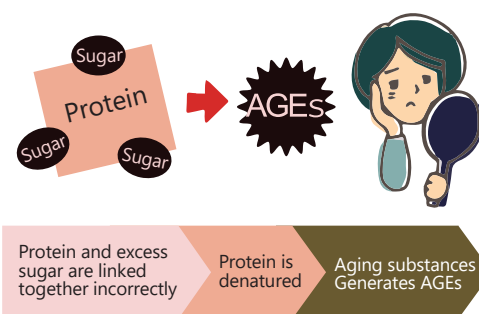 Sugar
Protein
Sugar
Sugar
AGEs
Protein and excess
sugar are linked
together incorrectly
Protein is
denatured
Aging substances
Generates AGEs